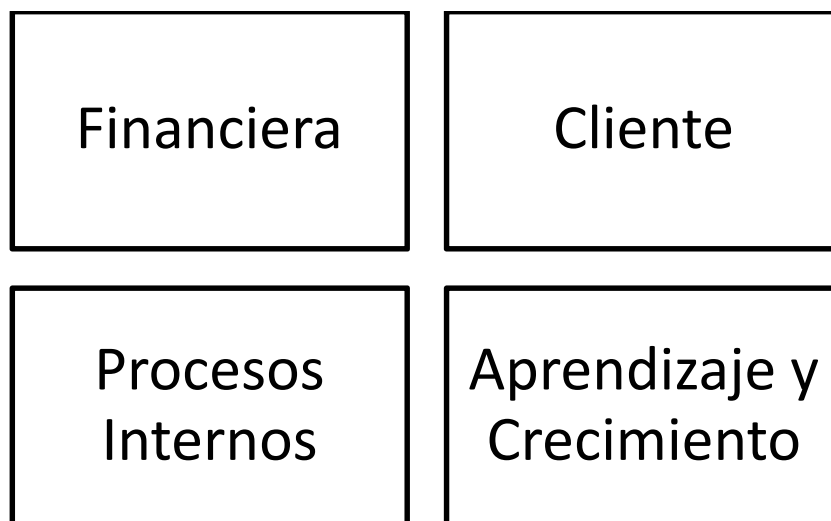 Financiera
Cliente
Procesos
Internos
Aprendizaje y
Crecimiento